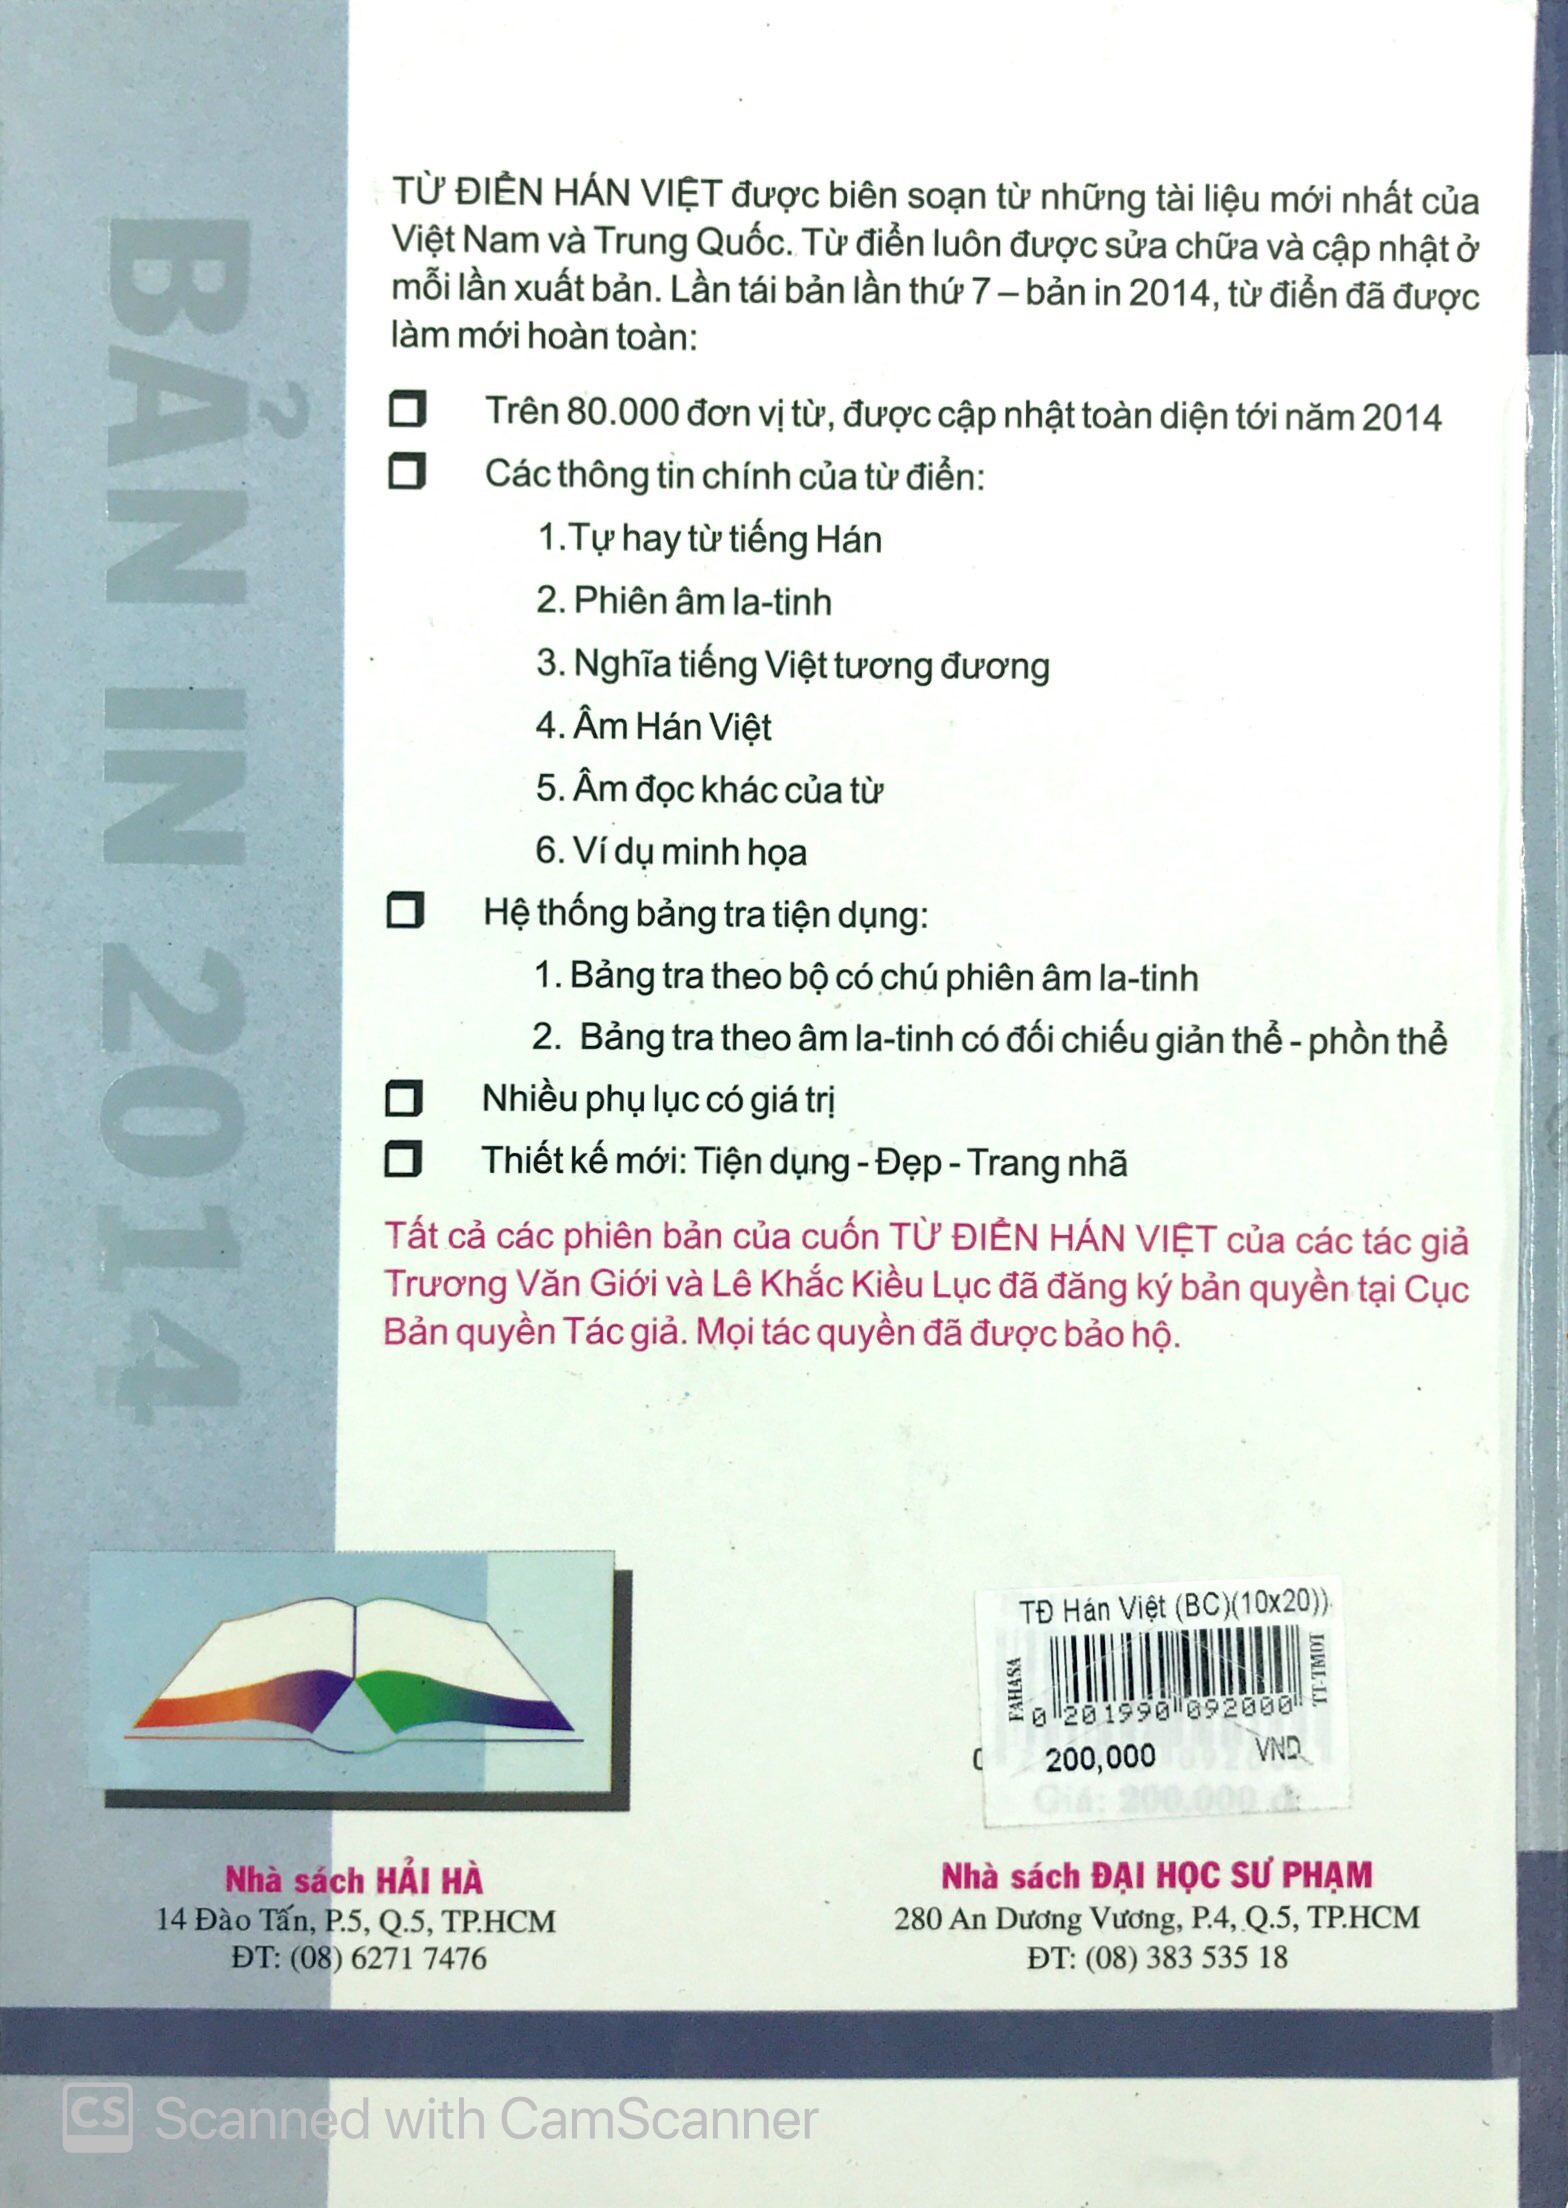 BẢN IN 2014
TỪ ĐIỂN HÁN VIỆT được biên soạn từ những tài liệu mới nhất của
Việt Nam và Trung Quốc. Từ điển luôn được sửa chữa và cập nhật ở
mỗi lần xuất bản. Lần tái bản lần thứ 7 – bản in 2014, từ điển đã được
làm mới hoàn toàn:
Trên 80.000 đơn vị từ, được cập nhật toàn diện tới năm 2014
Các thông tin chính của từ điển:
1.Tự hay từ tiếng Hán
2. Phiên âm la-tinh
3. Nghĩa tiếng Việt tương đương
4. Âm Hán Việt
5. Âm đọc khác của từ
6. Ví dụ minh họa
Hệ thống bảng tra tiện dụng:
1. Bảng tra theo bộ có chú phiên âm la-tinh
2. Bảng tra theo âm la-tinh có đối chiếu giản thể - phồn thể
Nhiều phụ lục có giá trị
Thiết kế mới: Tiện dụng - Đẹp - Trang nhã
Tất cả các phiên bản của cuốn TỪ ĐIỂN HÁN VIỆT của các tác giả
Trương Văn Giới và Lê Khắc Kiều Lục đã đăng ký bản quyền tại Cục
Bản quyền Tác giả. Mọi tác quyền đã được bảo hộ.
TĐ Hán Việt (BC)(10x20))
FAHASA
TT-TMDT
0 201990 092000
200,000 VND
Giá: 200.000 đ
Nhà sách HẢI HÀ
14 Đào Tấn, P.5, Q.5, TP.HCM
ĐT: (08) 6271 7476
Nhà sách ĐẠI HỌC SƯ PHẠM
280 An Dương Vương, P.4, Q.5, TP.HCM
ĐT: (08) 383 535 18
CS Scanned with CamScanner